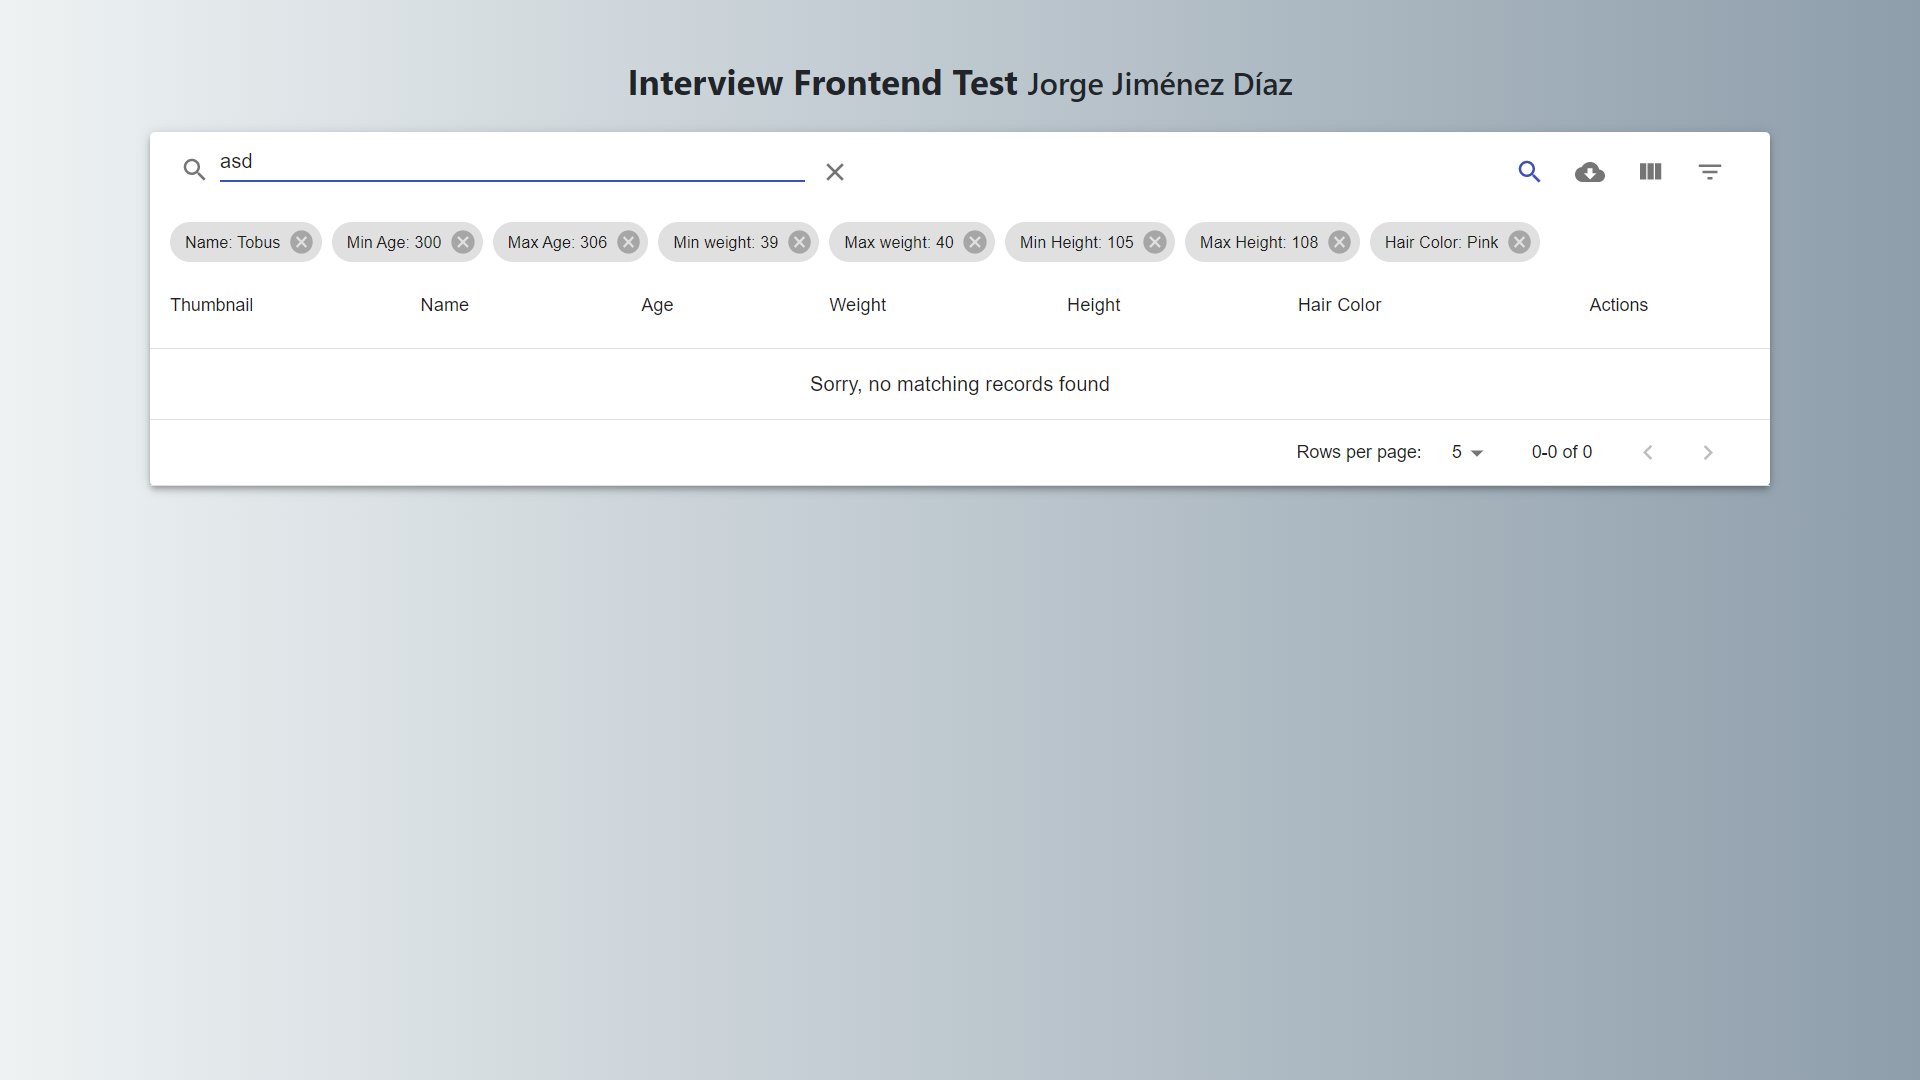 Interview Frontend Test Jorge Jiménez Díaz
asd
Name: Tobus Min Age: 300 Max Age: 306 Min weight: 39 Max weight: 40 Min Height: 105 Max Height: 108 Hair Color: Pink
Thumbnail Name Age Weight Height Hair Color Actions
Sorry, no matching records found
Rows per page: 5 0-0 of 0